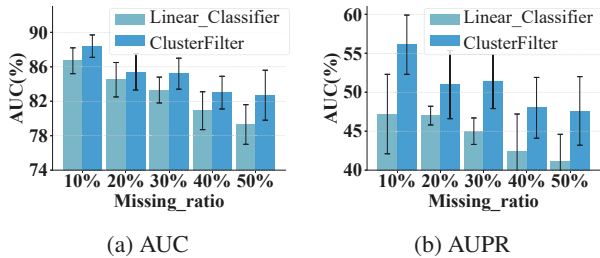 AUC(%)
90
86
82
78
74
Linear_Classifier
ClusterFilter
10% 20% 30% 40% 50%
Missing_ratio
(a) AUC
AUC(%)
60
55
50
45
40
Linear_Classifier
ClusterFilter
10% 20% 30% 40% 50%
Missing_ratio
(b) AUPR